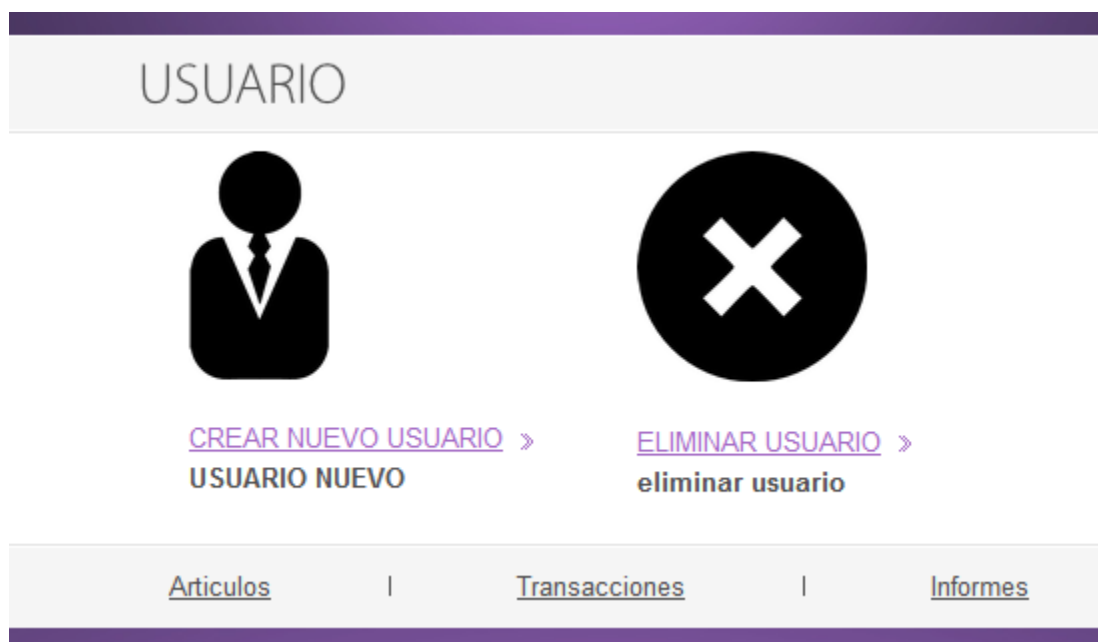 USUARIO
CREAR NUEVO USUARIO »
USUARIO NUEVO
ELIMINAR USUARIO »
eliminar usuario
Articulos | Transacciones | Informes